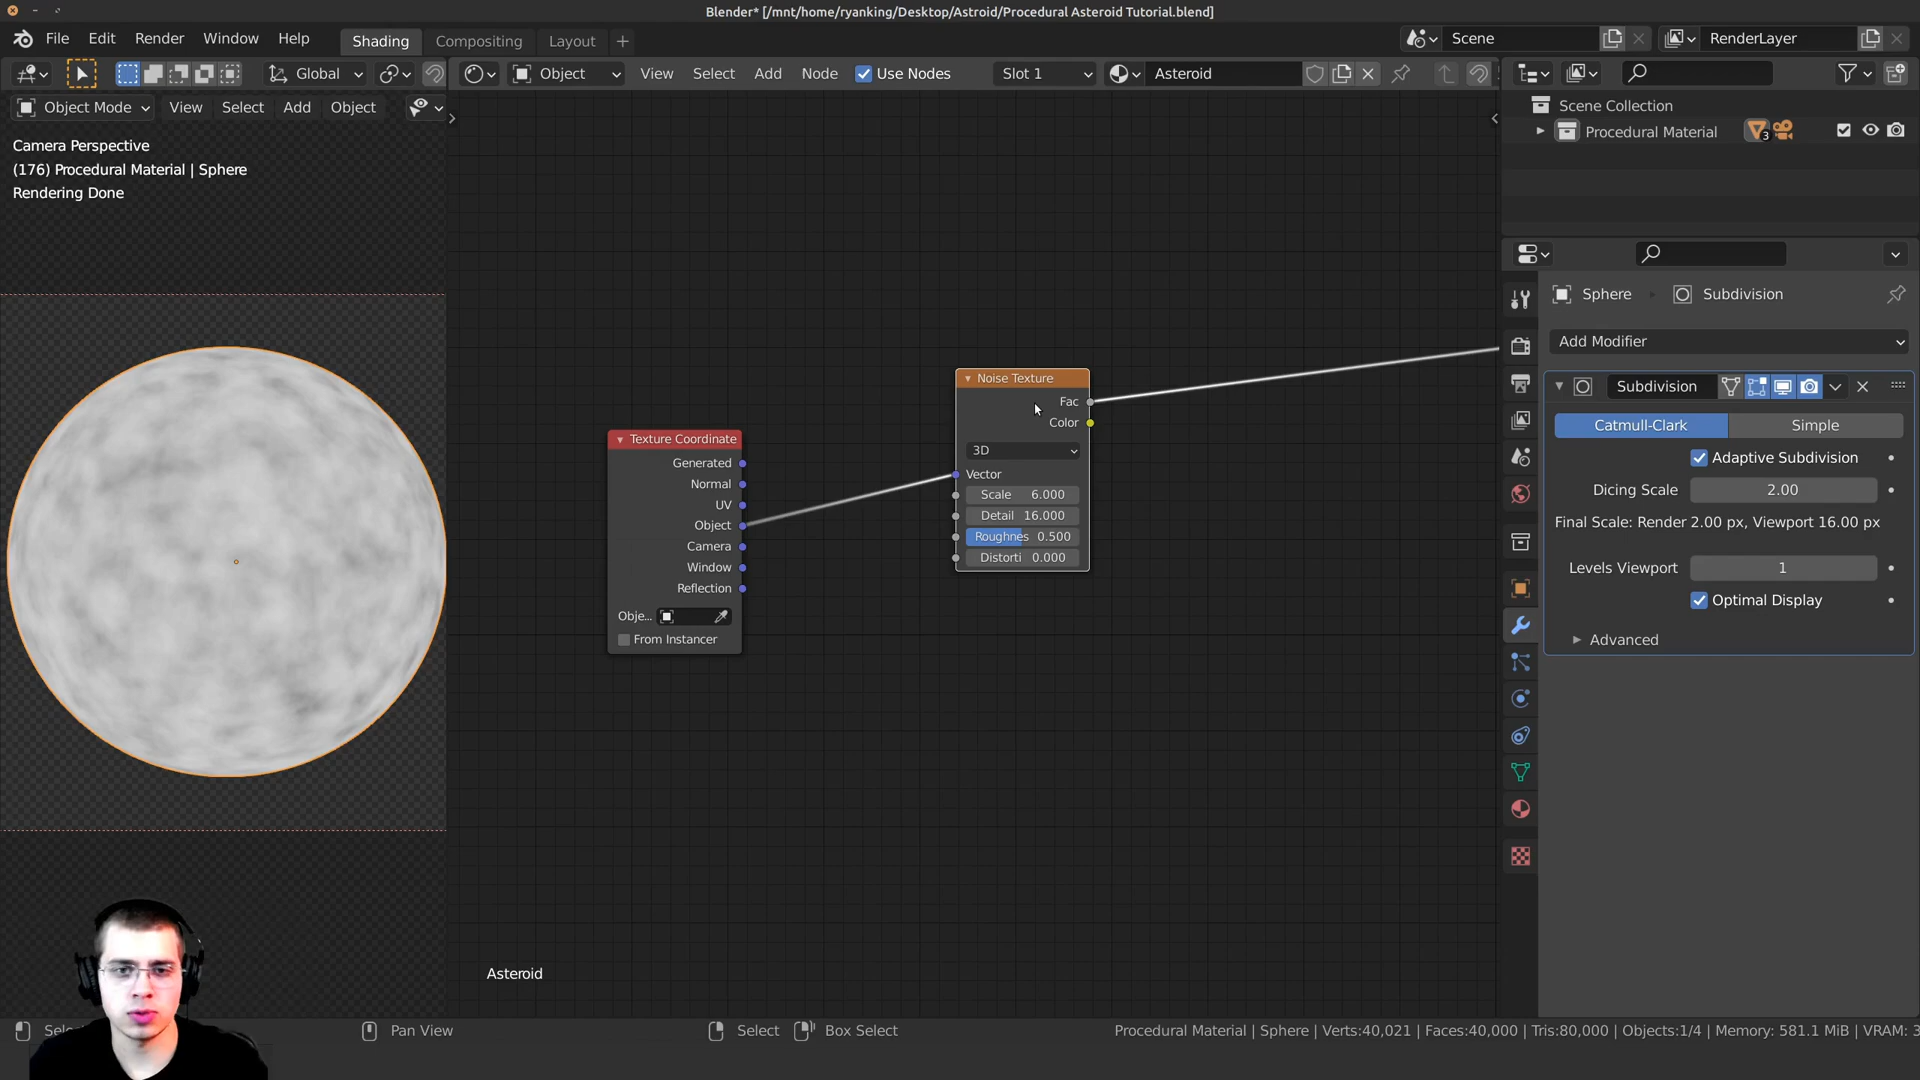 Blender* [/mnt/home/ryanking/Desktop/Astroid/Procedural Asteroid Tutorial.blend]
File Edit Render Window Help Shading Compositing Layout + Scene RenderLayer
Global Object View Select Add Node Use Nodes Slot 1 Asteroid
Object Mode View Select Add Object
Scene Collection
Procedural Material 3
Camera Perspective
(176) Procedural Material | Sphere
Rendering Done
Sphere Subdivision
Add Modifier
Subdivision
Catmull-Clark Simple
Adaptive Subdivision
Dicing Scale 2.00
Final Scale: Render 2.00 px, Viewport 16.00 px
Levels Viewport 1
Optimal Display
Advanced
Noise Texture
Fac
Color
3D
Vector
Scale 6.000
Detail 16.000
Roughnes 0.500
Distorti 0.000
Texture Coordinate
Generated
Normal
UV
Object
Camera
Window
Reflection
Obje...
From Instancer
Asteroid
Pan View Select Box Select Procedural Material | Sphere | Verts:40,021 | Faces:40,000 | Tris:80,000 | Objects:1/4 | Memory: 581.1 MiB | VRAM: 3